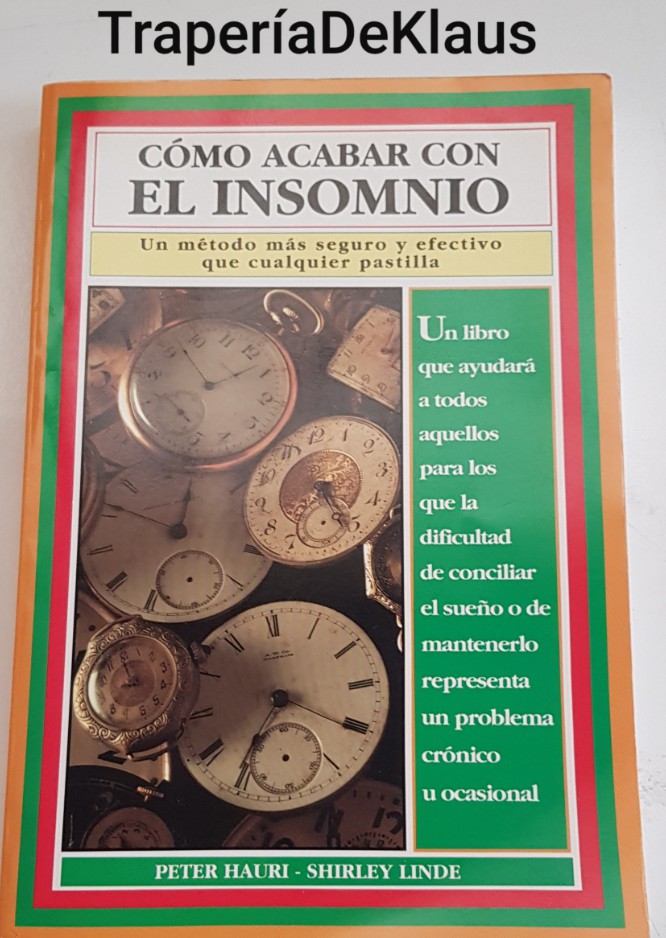 TraperíaDeKlaus
CÓMO ACABAR CON
EL INSOMNIO
Un método más seguro y efectivo
que cualquier pastilla
Un libro
que ayudará
a todos
aquellos
para los
que la
dificultad
de conciliar
el sueño o de
mantenerlo
representa
un problema
crónico
u ocasional
PETER HAURI - SHIRLEY LINDE